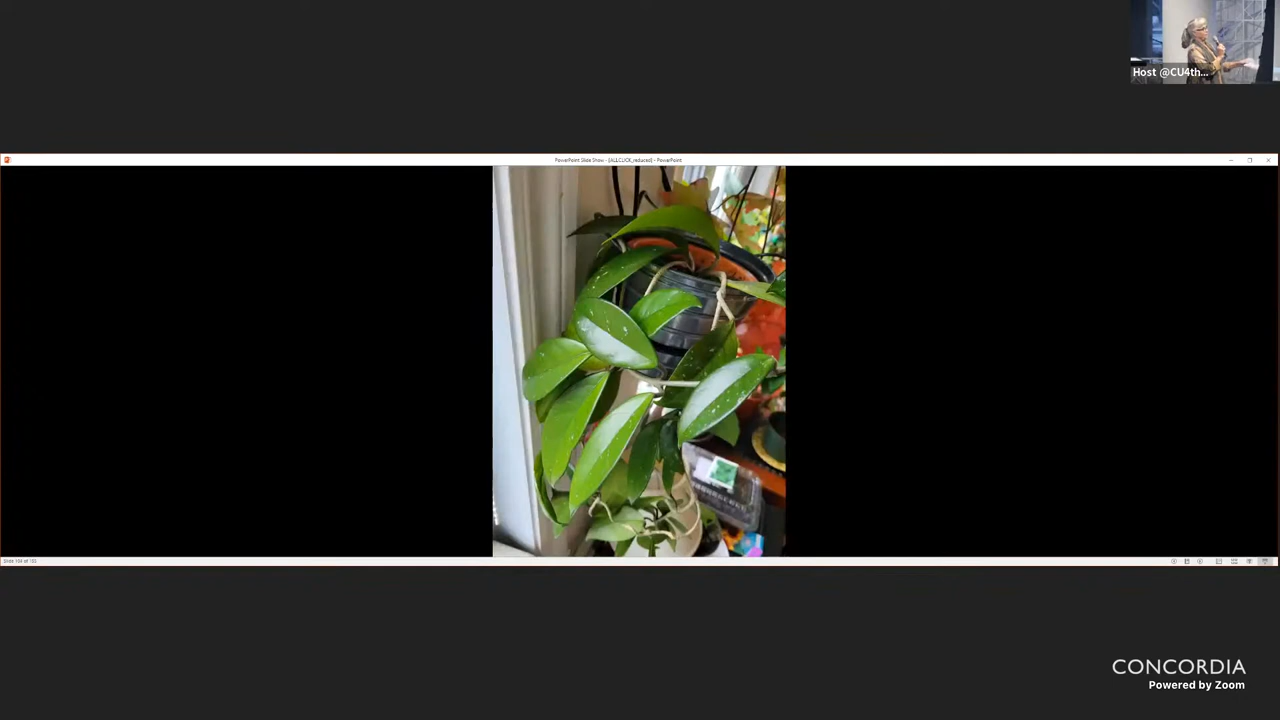 Host @CU4th...
PowerPoint Slide Show - [ALLCLICK_reduced] - PowerPoint
CONCORDIA
Powered by Zoom